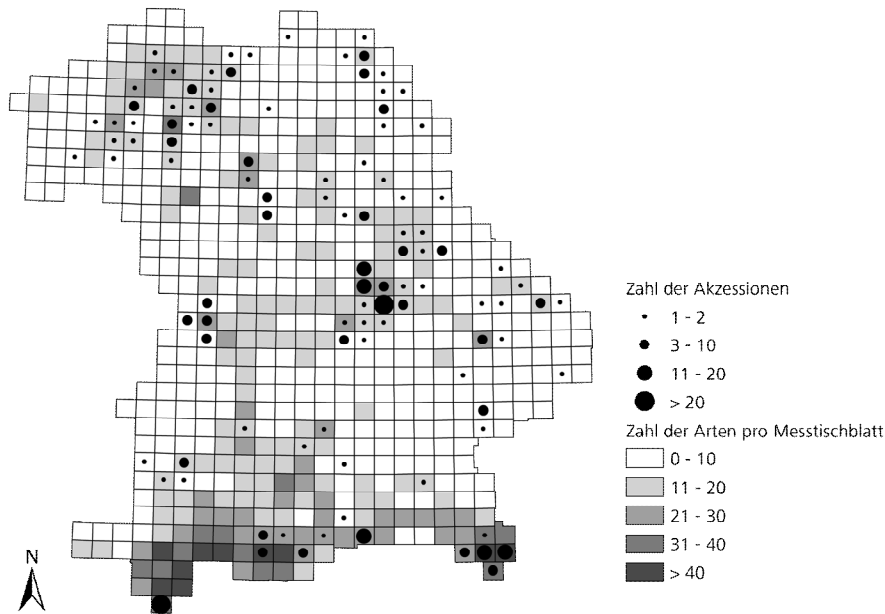 Zahl der Akzessionen
1 - 2
3 - 10
11 - 20
> 20
Zahl der Arten pro Messtischblatt
0 - 10
11 - 20
21 - 30
31 - 40
> 40
N